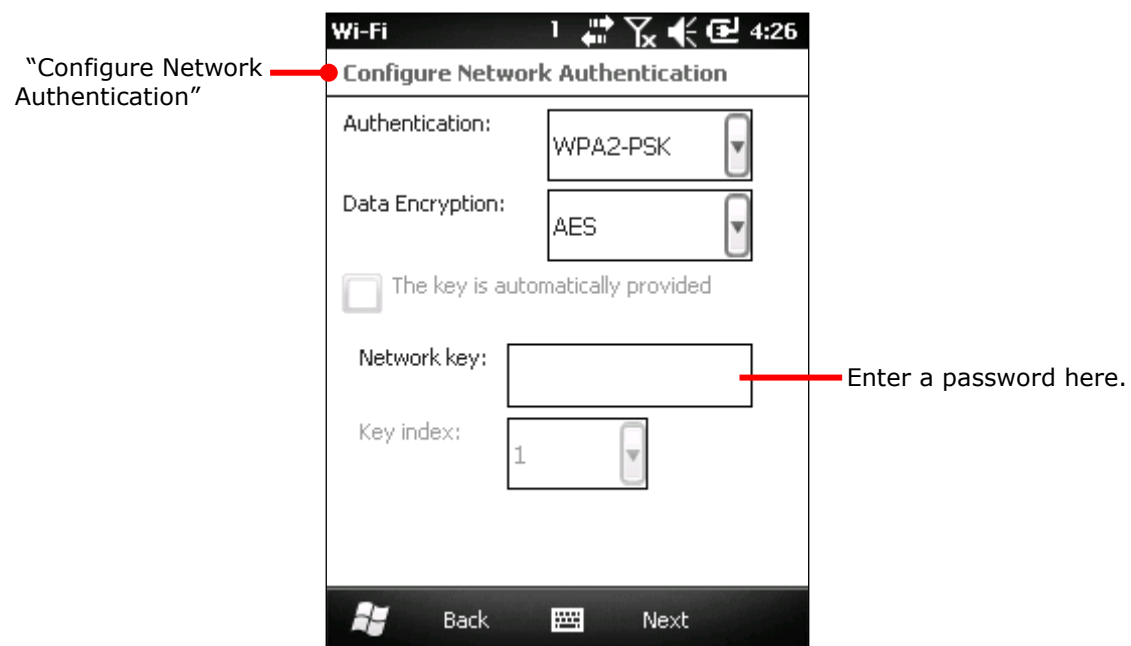 Wi-Fi 1 4:26
“Configure Network
Authentication”
Configure Network Authentication
Authentication:
WPA2-PSK
Data Encryption:
AES
The key is automatically provided
Network key:
Enter a password here.
Key index:
1
Back Next